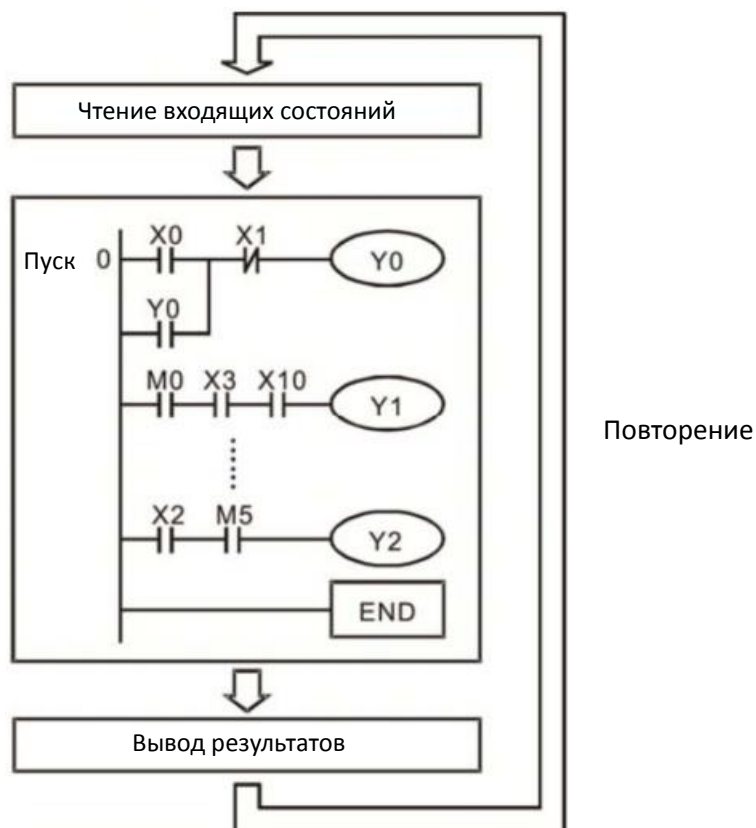 Чтение входящих состояний
X0 X1
Пуск 0 Y0
Y0
M0 X3 X10
Y1
Повторение
X2 M5
Y2
END
Вывод результатов